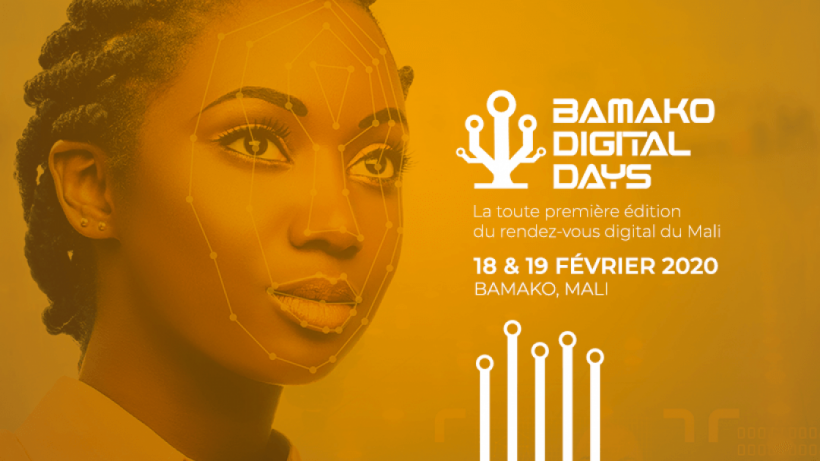 BAMAKO
DIGITAL
DAYS
La toute première édition
du rendez-vous digital du Mali
18 & 19 FÉVRIER 2020
BAMAKO, MALI